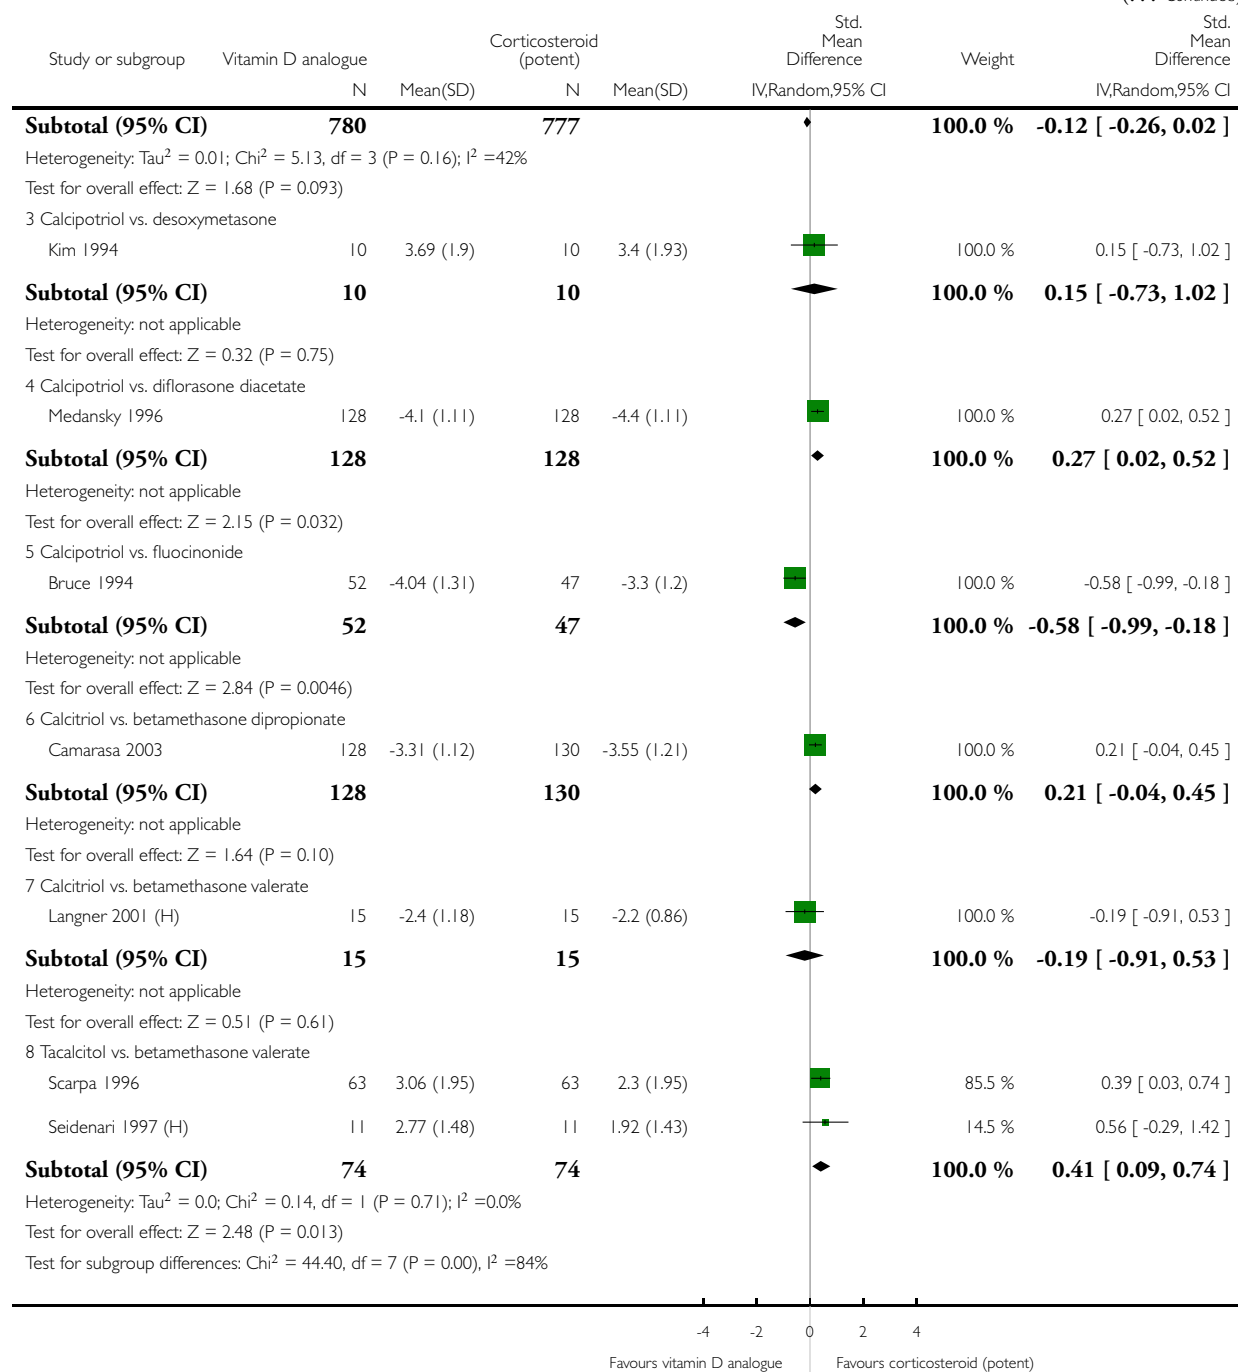 Study or subgroup Vitamin D analogue Corticosteroid (potent) Std. Mean Difference Weight Std. Mean Difference
N Mean(SD) N Mean(SD) IV,Random,95% CI IV,Random,95% CI
Subtotal (95% CI) 780 777 100.0 % -0.12 [ -0.26, 0.02 ]
Heterogeneity: Tau² = 0.01; Chi² = 5.13, df = 3 (P = 0.16); I² =42%
Test for overall effect: Z = 1.68 (P = 0.093)
3 Calcipotriol vs. desoxymetasone
Kim 1994 10 3.69 (1.9) 10 3.4 (1.93) 100.0 % 0.15 [ -0.73, 1.02 ]
Subtotal (95% CI) 10 10 100.0 % 0.15 [ -0.73, 1.02 ]
Heterogeneity: not applicable
Test for overall effect: Z = 0.32 (P = 0.75)
4 Calcipotriol vs. diflorasone diacetate
Medansky 1996 128 -4.1 (1.11) 128 -4.4 (1.11) 100.0 % 0.27 [ 0.02, 0.52 ]
Subtotal (95% CI) 128 128 100.0 % 0.27 [ 0.02, 0.52 ]
Heterogeneity: not applicable
Test for overall effect: Z = 2.15 (P = 0.032)
5 Calcipotriol vs. fluocinonide
Bruce 1994 52 -4.04 (1.31) 47 -3.3 (1.2) 100.0 % -0.58 [ -0.99, -0.18 ]
Subtotal (95% CI) 52 47 100.0 % -0.58 [ -0.99, -0.18 ]
Heterogeneity: not applicable
Test for overall effect: Z = 2.84 (P = 0.0046)
6 Calcitriol vs. betamethasone dipropionate
Camarasa 2003 128 -3.31 (1.12) 130 -3.55 (1.21) 100.0 % 0.21 [ -0.04, 0.45 ]
Subtotal (95% CI) 128 130 100.0 % 0.21 [ -0.04, 0.45 ]
Heterogeneity: not applicable
Test for overall effect: Z = 1.64 (P = 0.10)
7 Calcitriol vs. betamethasone valerate
Langner 2001 (H) 15 -2.4 (1.18) 15 -2.2 (0.86) 100.0 % -0.19 [ -0.91, 0.53 ]
Subtotal (95% CI) 15 15 100.0 % -0.19 [ -0.91, 0.53 ]
Heterogeneity: not applicable
Test for overall effect: Z = 0.51 (P = 0.61)
8 Tacalcitol vs. betamethasone valerate
Scarpa 1996 63 3.06 (1.95) 63 2.3 (1.95) 85.5 % 0.39 [ 0.03, 0.74 ]
Seidenari 1997 (H) 11 2.77 (1.48) 11 1.92 (1.43) 14.5 % 0.56 [ -0.29, 1.42 ]
Subtotal (95% CI) 74 74 100.0 % 0.41 [ 0.09, 0.74 ]
Heterogeneity: Tau² = 0.0; Chi² = 0.14, df = 1 (P = 0.71); I² =0.0%
Test for overall effect: Z = 2.48 (P = 0.013)
Test for subgroup differences: Chi² = 44.40, df = 7 (P = 0.00), I² =84%
-4 -2 0 2 4
Favours vitamin D analogue Favours corticosteroid (potent)